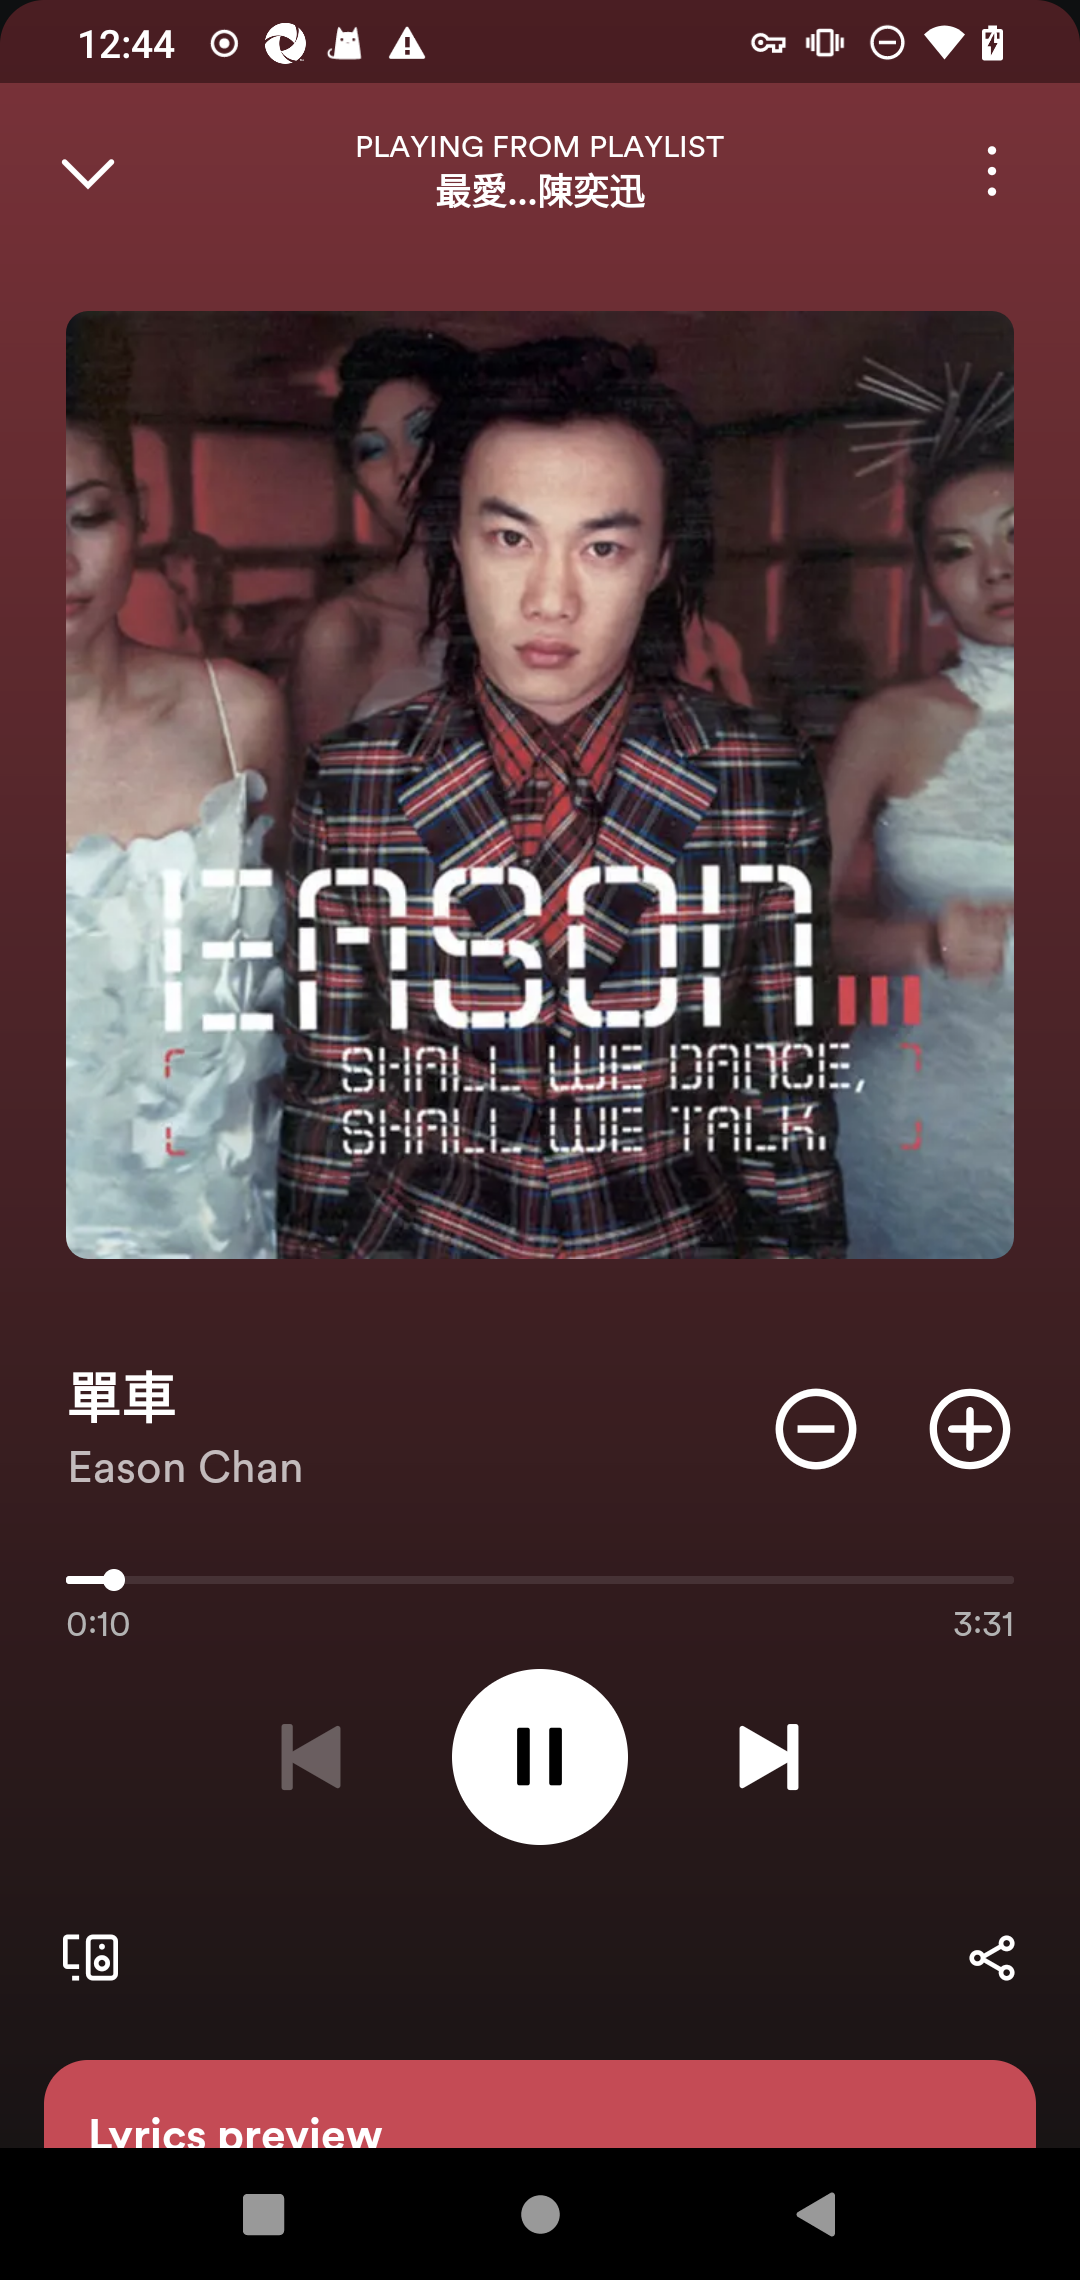 12:44
PLAYING FROM PLAYLIST
最愛...陳奕迅
EASON...
SHALL WE DANCE,
SHALL WE TALK.
單車
Eason Chan
0:10
3:31
Lyrics preview